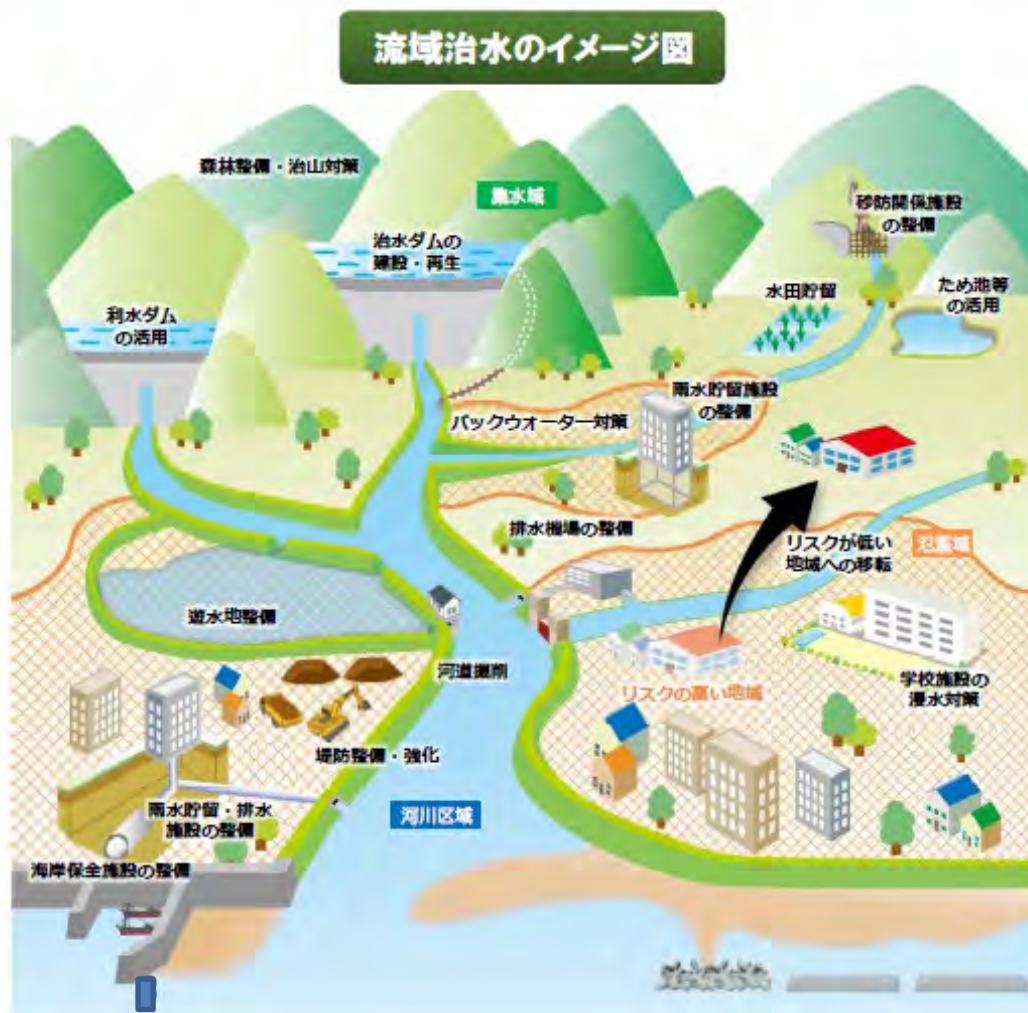 流域治水のイメージ図
森林整備・治山対策
集水域
砂防関係施設
の整備
治水ダムの
建設・再生
水田貯留
ため池等
の活用
利水ダム
の活用
雨水貯留施設
の整備
バックウォーター対策
排水機場の整備
リスクが低い
地域への移転
氾濫域
遊水地整備
河道掘削
リスクの高い地域
学校施設の
浸水対策
堤防整備・強化
雨水貯留・排水
施設の整備
河川区域
海岸保全施設の整備